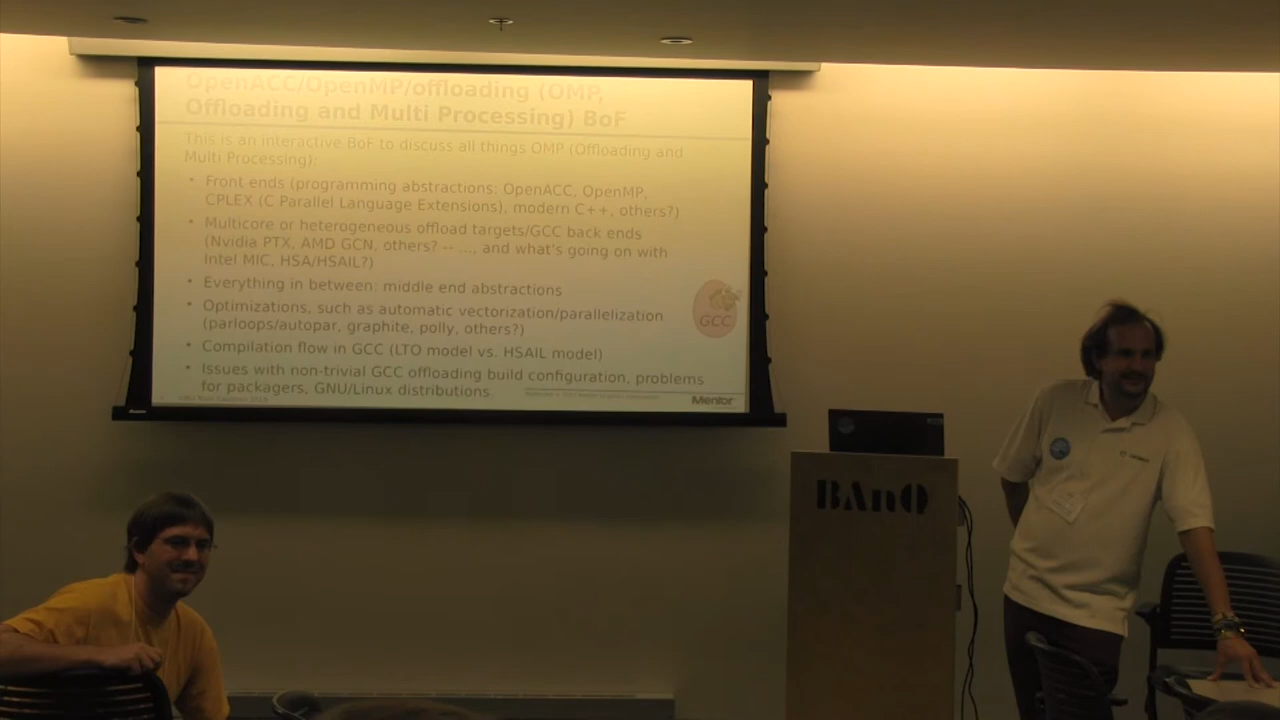 OpenACC/OpenMP/offloading (OMP,
Offloading and Multi Processing) BoF
This is an interactive BoF to discuss all things OMP (Offloading and
Multi Processing):
• Front ends (programming abstractions: OpenACC, OpenMP,
CPLEX (C Parallel Language Extensions), modern C++, others?)
• Multicore or heterogeneous offload targets/GCC back ends
(Nvidia PTX, AMD GCN, others? -- ..., and what's going on with
Intel MIC, HSA/HSAIL?)
• Everything in between: middle end abstractions
• Optimizations, such as automatic vectorization/parallelization
(parloops/autopar, graphite, polly, others?)
• Compilation flow in GCC (LTO model vs. HSAIL model)
• Issues with non-trivial GCC offloading build configuration, problems
for packagers, GNU/Linux distributions
GCC
Mentor
BAnQ